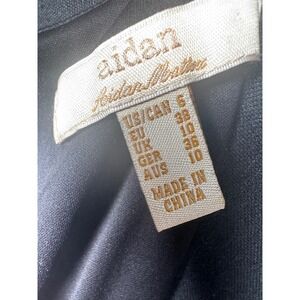 aidan
Aidan Mattox
US/CAN 6
EU 38
UK 10
GER 36
AUS 10
MADE IN
CHINA